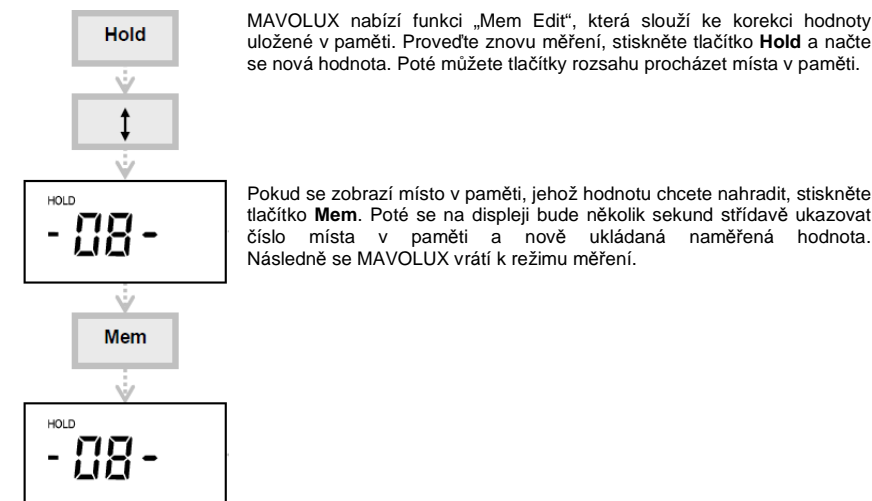 Hold
MAVOLUX nabízí funkci „Mem Edit“, která slouží ke korekci hodnoty
uložené v paměti. Proveďte znovu měření, stiskněte tlačítko Hold a načte
se nová hodnota. Poté můžete tlačítky rozsahu procházet místa v paměti.
HOLD
-08-
Pokud se zobrazí místo v paměti, jehož hodnotu chcete nahradit, stiskněte
tlačítko Mem. Poté se na displeji bude několik sekund střídavě ukazovat
číslo místa v paměti a nově ukládaná naměřená hodnota.
Následně se MAVOLUX vrátí k režimu měření.
Mem
HOLD
-08-